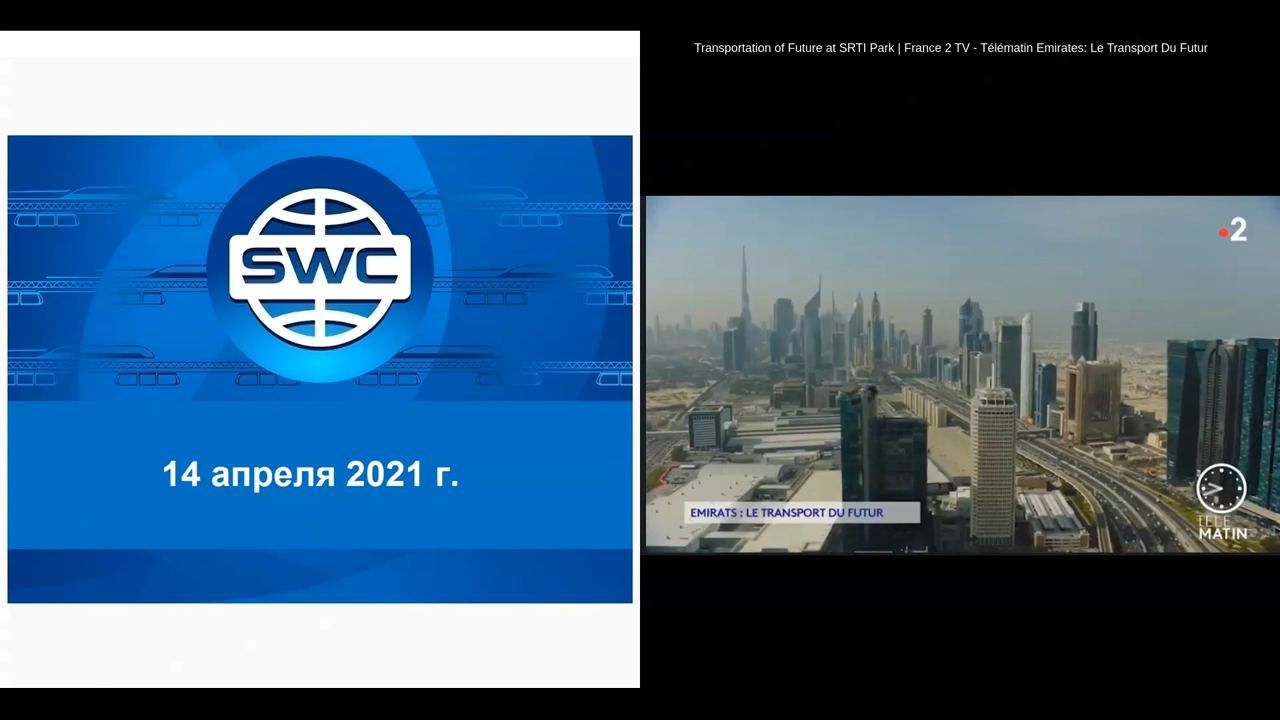 SWC
14 апреля 2021 г.
Transportation of Future at SRTI Park | France 2 TV - Télématin Emirates: Le Transport Du Futur
2
EMIRATS : LE TRANSPORT DU FUTUR
TÉLÉ
MATIN